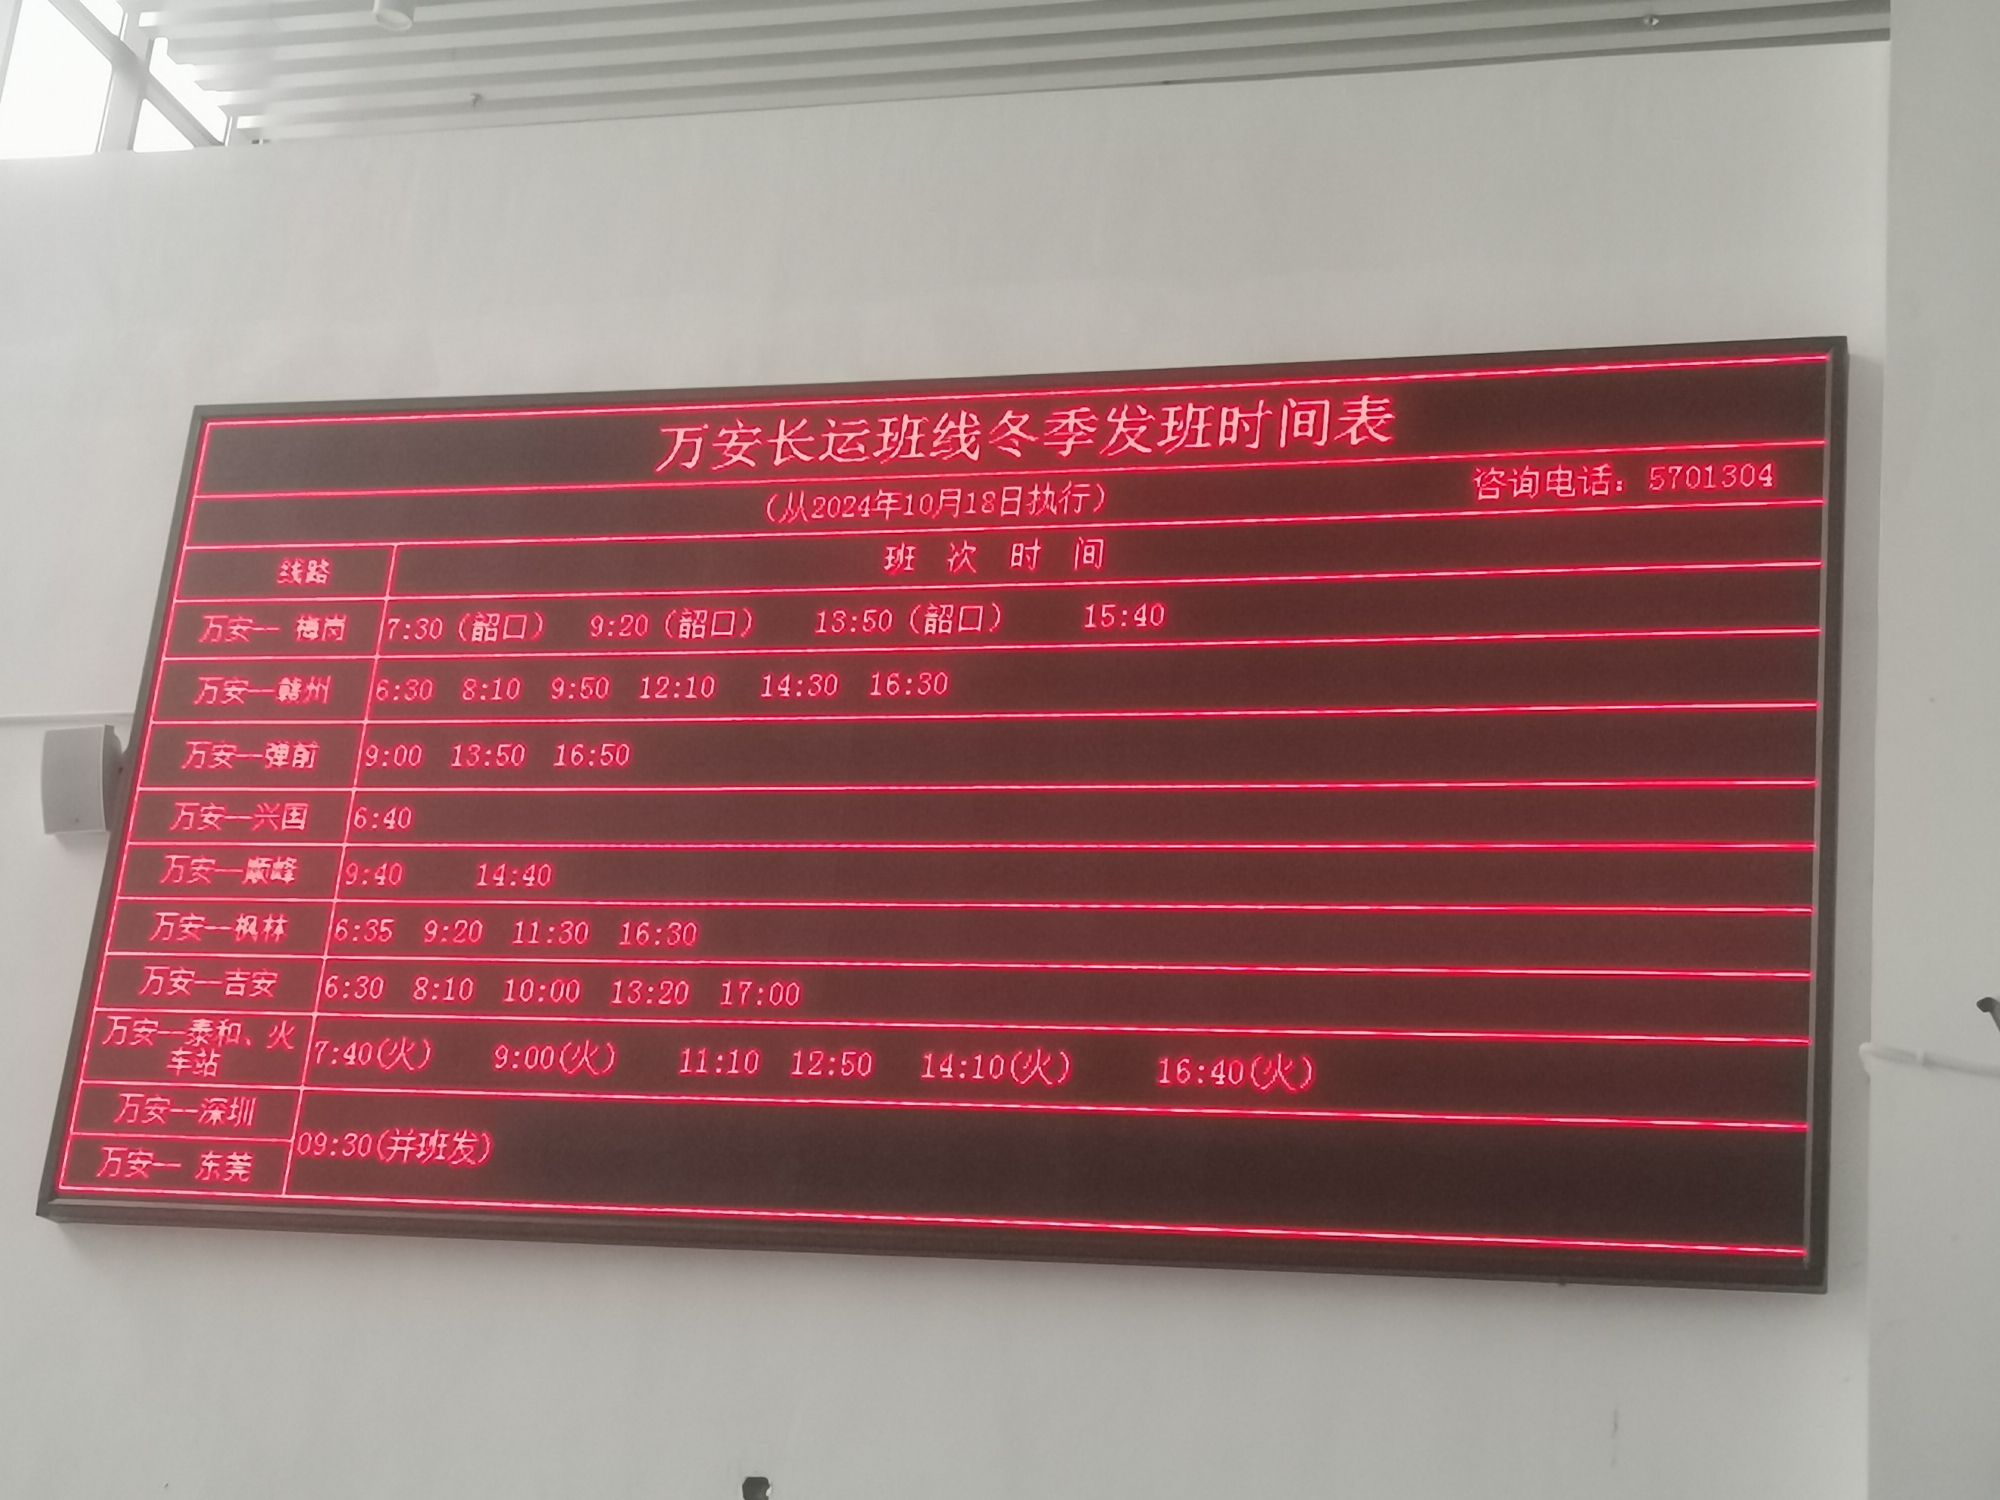 万安长运班线冬季发班时间表
（从2024年10月18日执行） 咨询电话：5701304
线路 班 次 时 间
万安-- 梅岗 7:30（韶口） 9:20（韶口） 13:50（韶口） 15:40
万安--赣州 6:30 8:10 9:50 12:10 14:30 16:30
万安--弹前 9:00 13:50 16:50
万安--兴国 6:40
万安--顺峰 9:40 14:40
万安--枫林 6:35 9:20 11:30 16:30
万安--吉安 6:30 8:10 10:00 13:20 17:00
万安--泰和、火
车站 7:40(火) 9:00(火) 11:10 12:50 14:10(火) 16:40(火)
万安--深圳
09:30(并班发)
万安-- 东莞